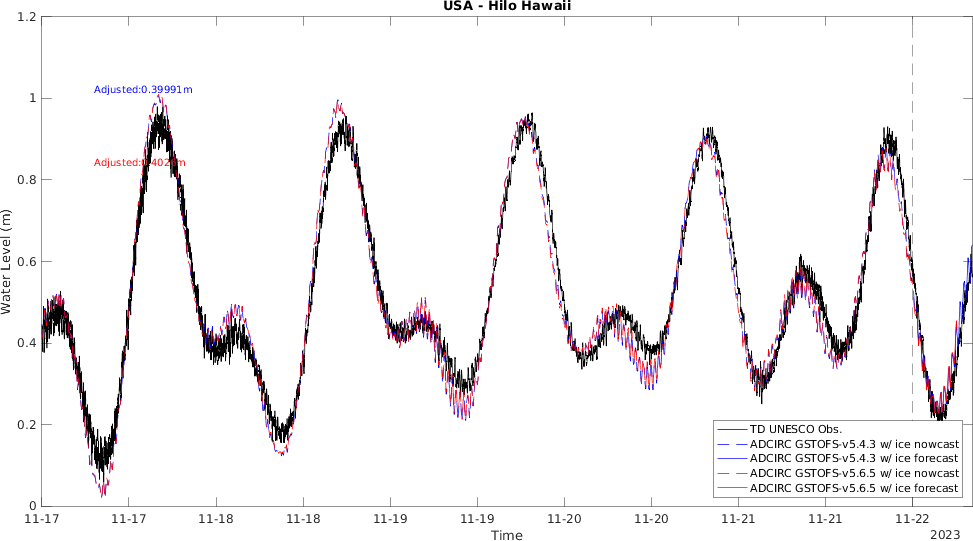 USA - Hilo Hawaii
1.2
1
0.8
0.6
0.4
0.2
0
Water Level (m)
Adjusted:0.39991m
11-17
11-17
11-18
11-18
11-19
11-19
11-20
11-20
11-21
11-21
11-22
Time
2023
TD UNESCO Obs.
ADCIRC GSTOFS-v5.4.3 w/ ice nowcast
ADCIRC GSTOFS-v5.4.3 w/ ice forecast
ADCIRC GSTOFS-v5.6.5 w/ ice nowcast
ADCIRC GSTOFS-v5.6.5 w/ ice forecast